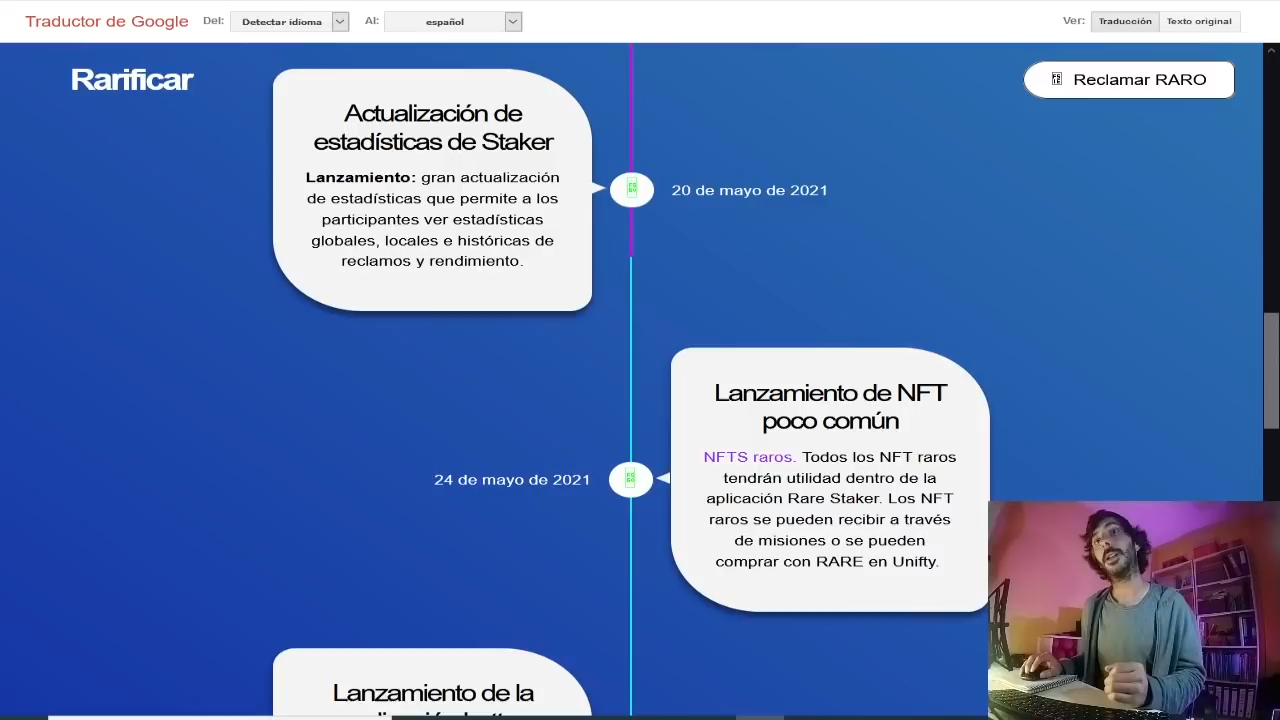 Traductor de Google
Del:
Detectar idioma
Al:
español
Ver:
Traducción
Texto original
Rarificar
Reclamar RARO
Actualización de
estadísticas de Staker
Lanzamiento: gran actualización
de estadísticas que permite a los
participantes ver estadísticas
globales, locales e históricas de
reclamos y rendimiento.
20 de mayo de 2021
Lanzamiento de NFT
poco común
NFTS raros. Todos los NFT raros
tendrán utilidad dentro de la
aplicación Rare Staker. Los NFT
raros se pueden recibir a través
de misiones o se pueden
comprar con RARE en Unifty.
24 de mayo de 2021
Lanzamiento de la